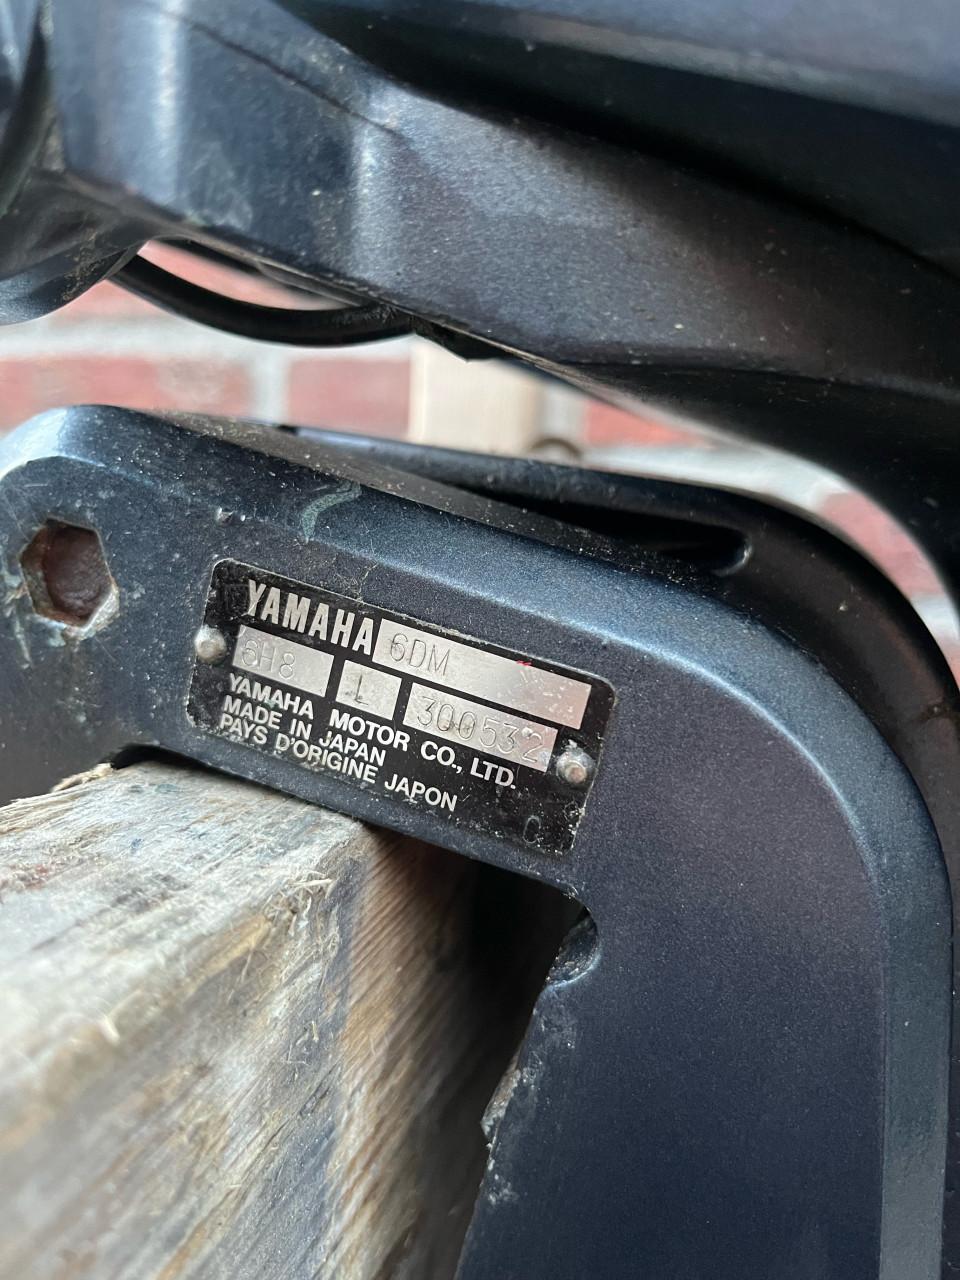 YAMAHA 6DM
6H8 L 300532
YAMAHA MOTOR CO., LTD.
MADE IN JAPAN
PAYS D'ORIGINE JAPON
C